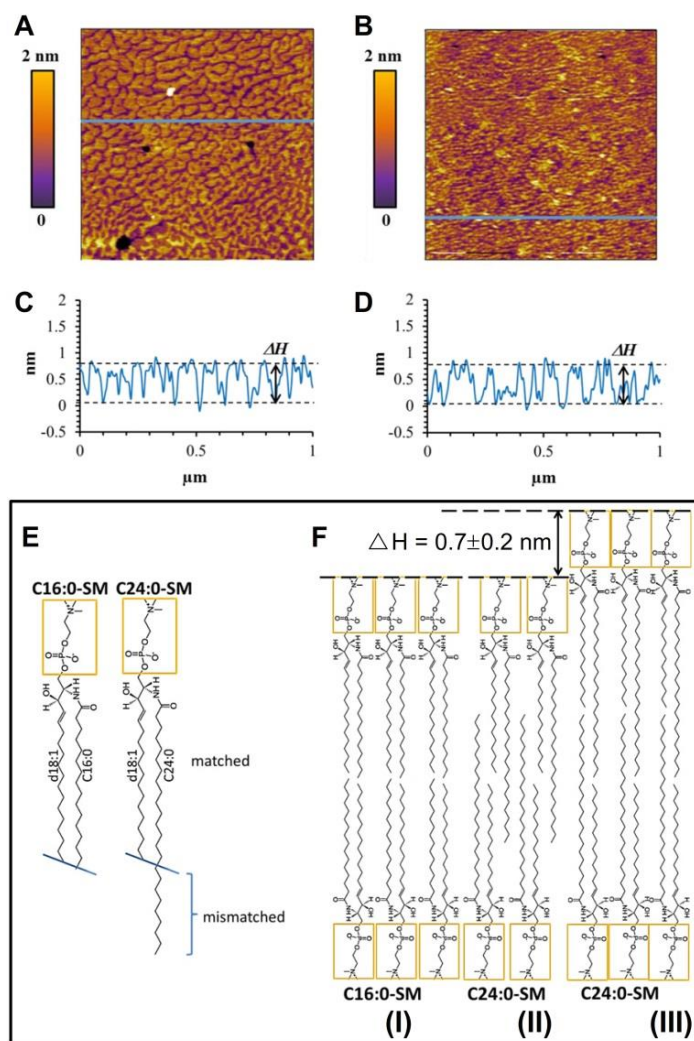 A
B
2 nm
0
2 nm
0
C
D
2
1.5
1
0.5
0
-0.5
nm
ΔH
0
0.5
1
µm
2
1.5
1
0.5
0
-0.5
nm
ΔH
0
0.5
1
µm
E
F
C16:0-SM
C24:0-SM
d18:1
C16:0
d18:1
C24:0
matched
mismatched
△H = 0.7±0.2 nm
C16:0-SM
C24:0-SM
C24:0-SM
(I)
(II)
(III)